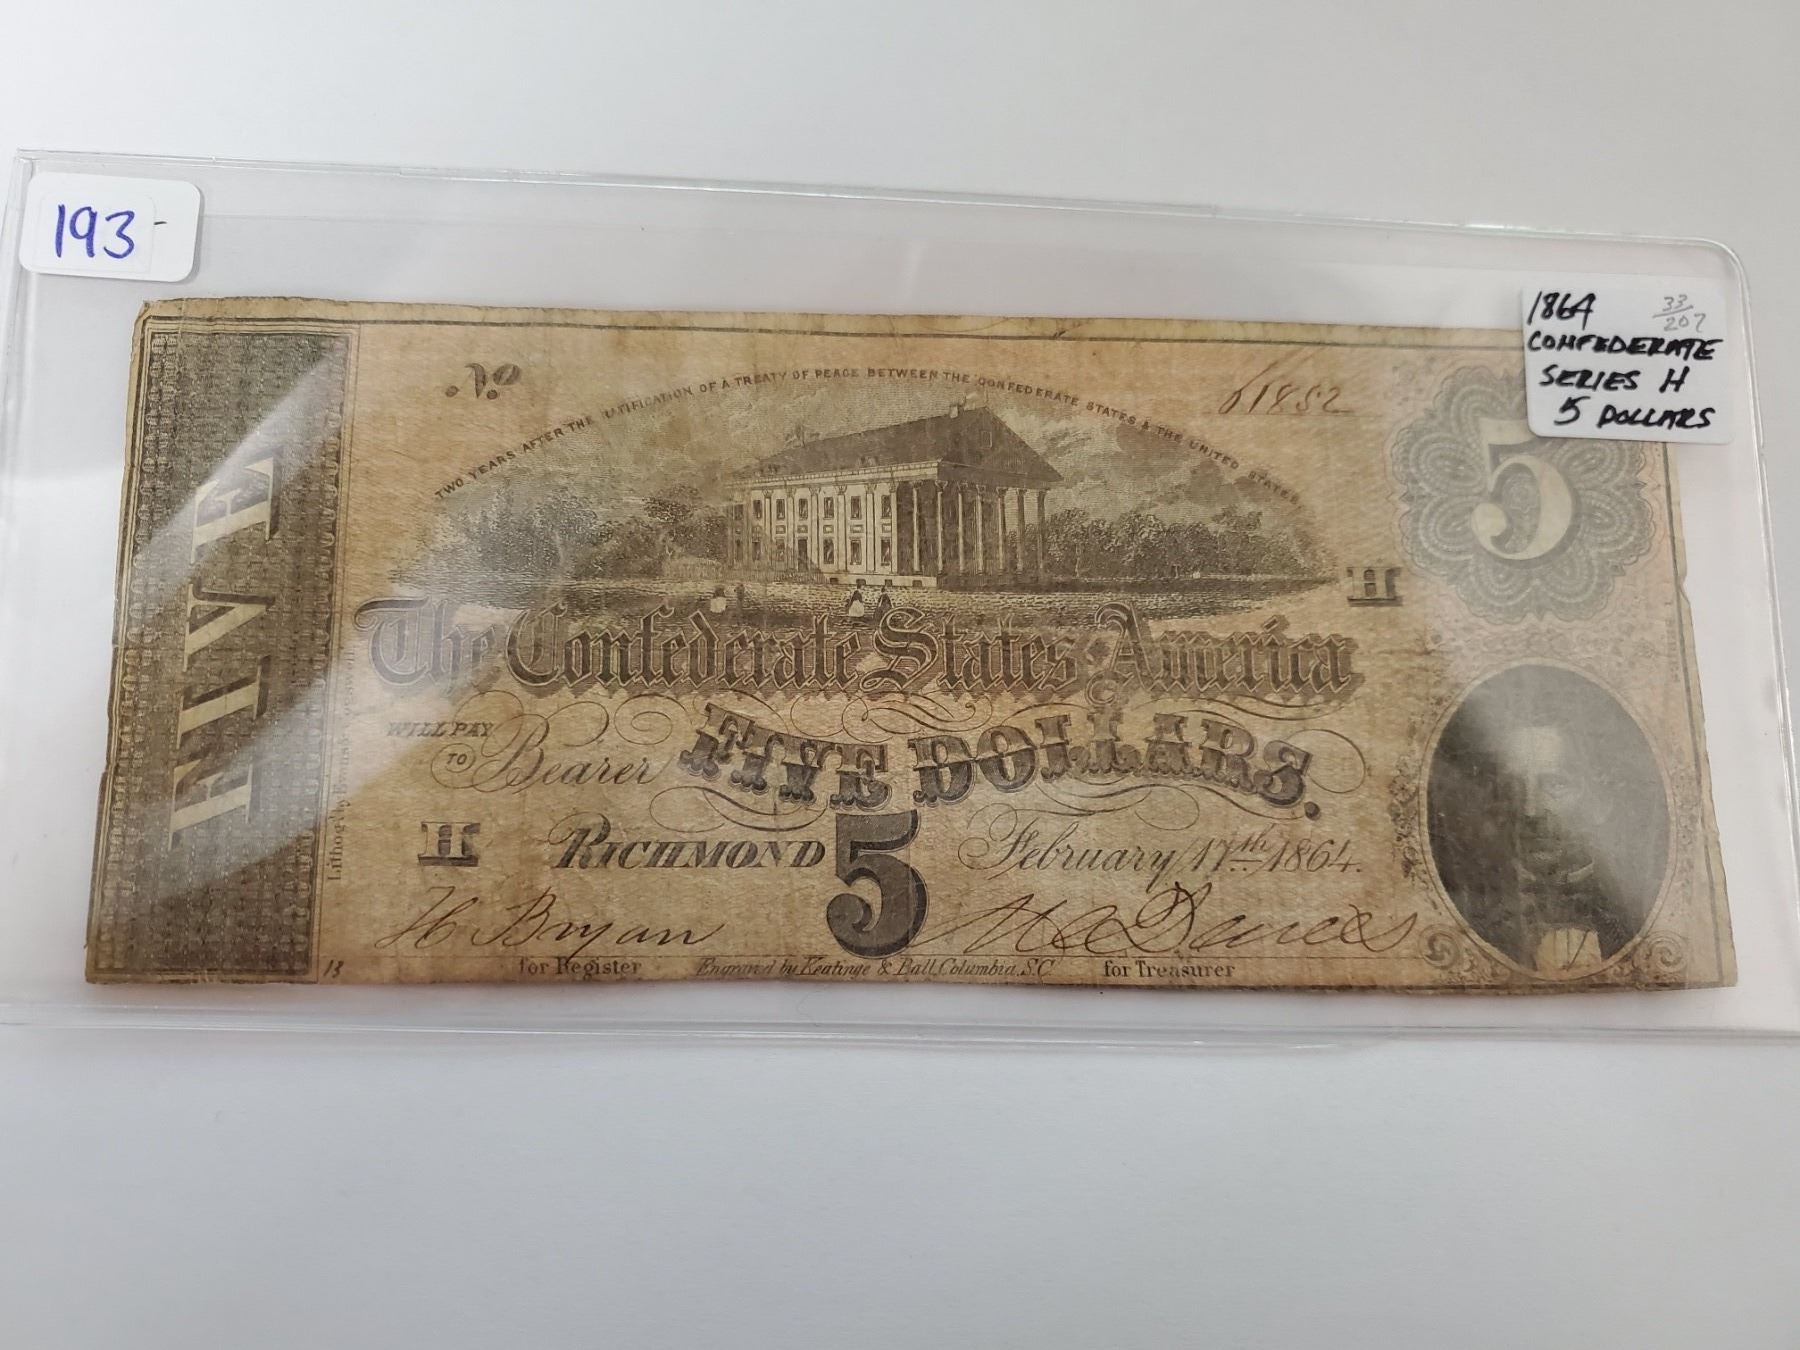 193-
1864
33/207
CONFEDERATE
SERIES H
5 DOLLARS
No
61852
TWO YEARS AFTER THE RATIFICATION OF A TREATY OF PEACE BETWEEN THE CONFEDERATE STATES & THE UNITED STATES
FIVE
5
H
The Confederate States of America
WILL PAY
TO Bearer FIVE DOLLARS.
H RICHMOND 5 February 17th 1864.
H Bryan
13 for Register Engraved by Keatinge & Ball, Columbia, S.C. for Treasurer